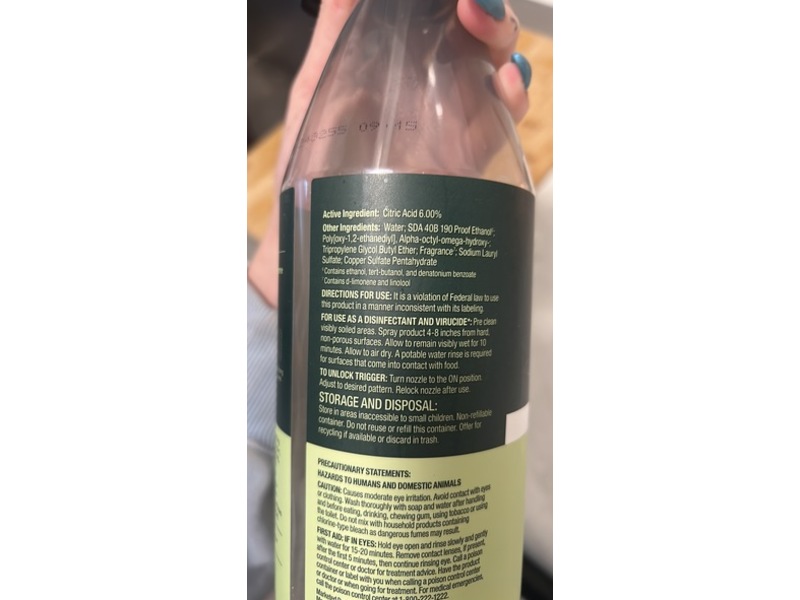 09 15
Active Ingredient: Citric Acid 6.00%
Other Ingredients: Water; SDA 40B 190 Proof Ethanol¹;
Poly[oxy-1,2-ethanediyl], Alpha-octyl-omega-hydroxy-;
Tripropylene Glycol Butyl Ether; Fragrance²; Sodium Lauryl
Sulfate; Copper Sulfate Pentahydrate
¹Contains ethanol, tert-butanol, and denatonium benzoate
²Contains d-limonene and linolool
DIRECTIONS FOR USE: It is a violation of Federal law to use
this product in a manner inconsistent with its labeling.
FOR USE AS A DISINFECTANT AND VIRUCIDE*: Pre clean
visibly soiled areas. Spray product 4-8 inches from hard,
non-porous surfaces. Allow to remain visibly wet for 10
minutes. Allow to air dry. A potable water rinse is required
for surfaces that come into contact with food.
TO UNLOCK TRIGGER: Turn nozzle to the ON position.
Adjust to desired pattern. Relock nozzle after use.
STORAGE AND DISPOSAL:
Store in areas inaccessible to small children. Non-refillable
container. Do not reuse or refill this container. Offer for
recycling if available or discard in trash.
PRECAUTIONARY STATEMENTS:
HAZARDS TO HUMANS AND DOMESTIC ANIMALS
CAUTION: Causes moderate eye irritation. Avoid contact with eyes
or clothing. Wash thoroughly with soap and water after handling
and before eating, drinking, chewing gum, using tobacco or using
the toilet. Do not mix with household products containing
chlorine-type bleach as dangerous fumes may result.
FIRST AID: IF IN EYES: Hold eye open and rinse slowly and gently
with water for 15-20 minutes. Remove contact lenses, if present,
after the first 5 minutes, then continue rinsing eye. Call a poison
control center or doctor for treatment advice. Have the product
container or label with you when calling a poison control center
or doctor or when going for treatment. For medical emergencies,
call the poison control center at 1-800-222-1222.